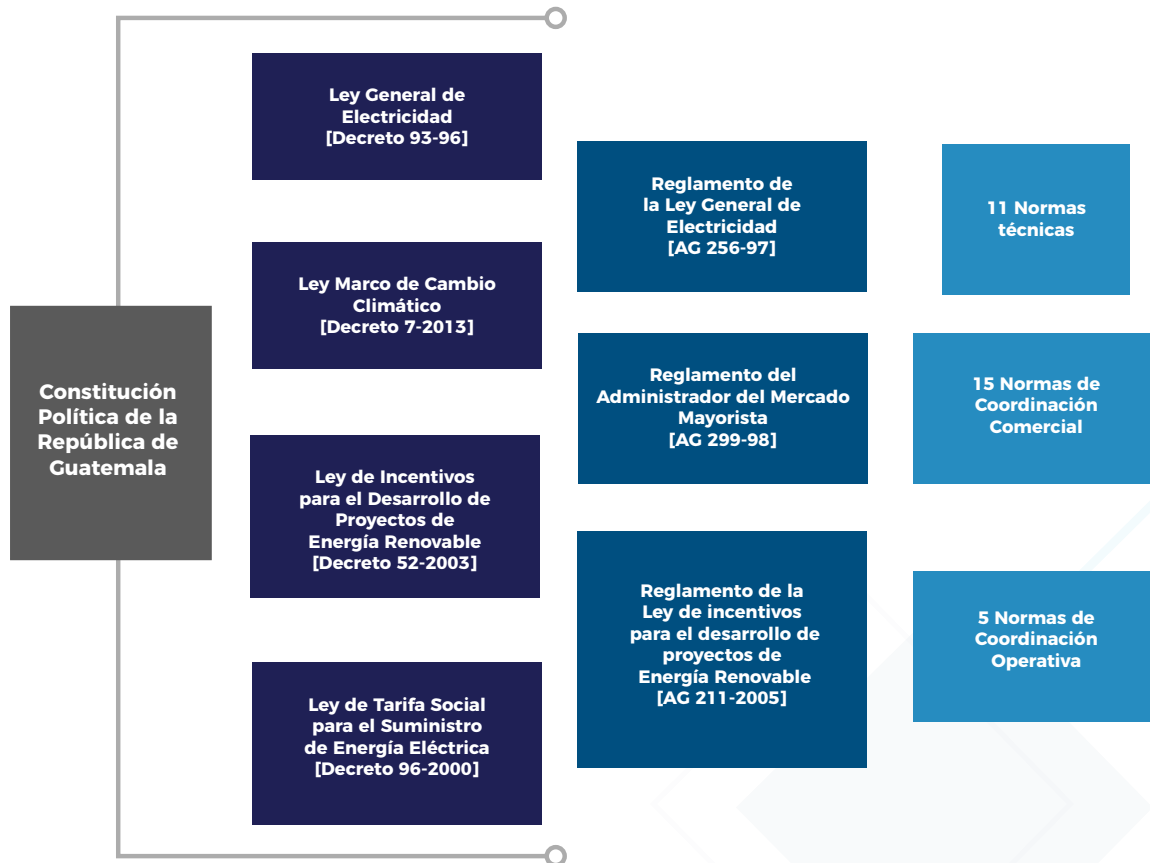 Constitución
Política de la
República de
Guatemala
Ley General de
Electricidad
[Decreto 93-96]
Ley Marco de Cambio
Climático
[Decreto 7-2013]
Ley de Incentivos
para el Desarrollo de
Proyectos de
Energía Renovable
[Decreto 52-2003]
Ley de Tarifa Social
para el Suministro
de Energía Eléctrica
[Decreto 96-2000]
Reglamento de
la Ley General de
Electricidad
[AG 256-97]
Reglamento del
Administrador del Mercado
Mayorista
[AG 299-98]
Reglamento de la
Ley de incentivos
para el desarrollo de
proyectos de
Energía Renovable
[AG 211-2005]
11 Normas
técnicas
15 Normas de
Coordinación
Comercial
5 Normas de
Coordinación
Operativa